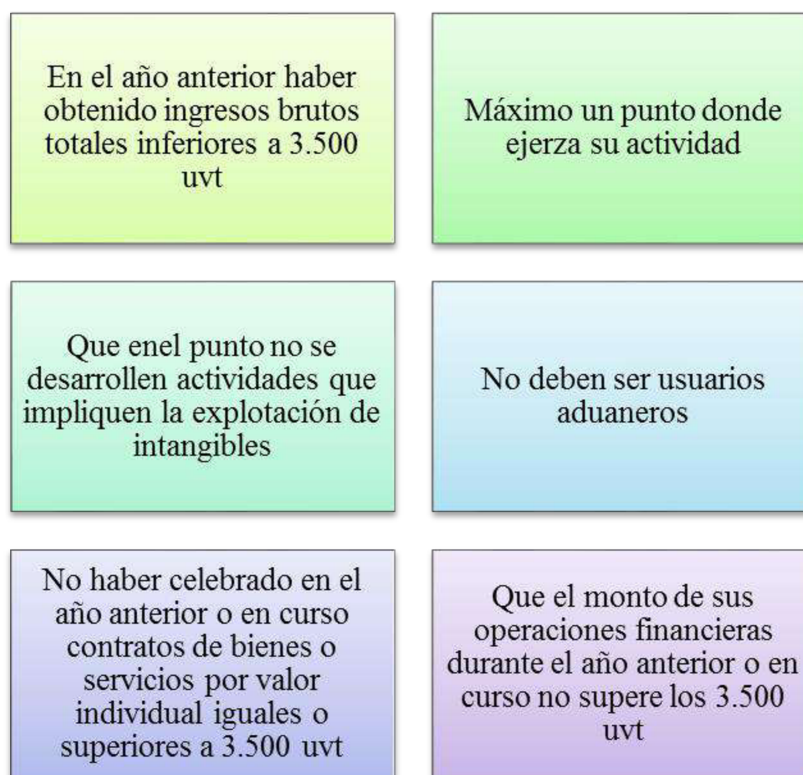 En el año anterior haber
obtenido ingresos brutos
totales inferiores a 3.500
uvt
Máximo un punto donde
ejerza su actividad
Que enel punto no se
desarrollen actividades que
impliquen la explotación de
intangibles
No deben ser usuarios
aduaneros
No haber celebrado en el
año anterior o en curso
contratos de bienes o
servicios por valor
individual iguales o
superiores a 3.500 uvt
Que el monto de sus
operaciones financieras
durante el año anterior o en
curso no supere los 3.500
uvt